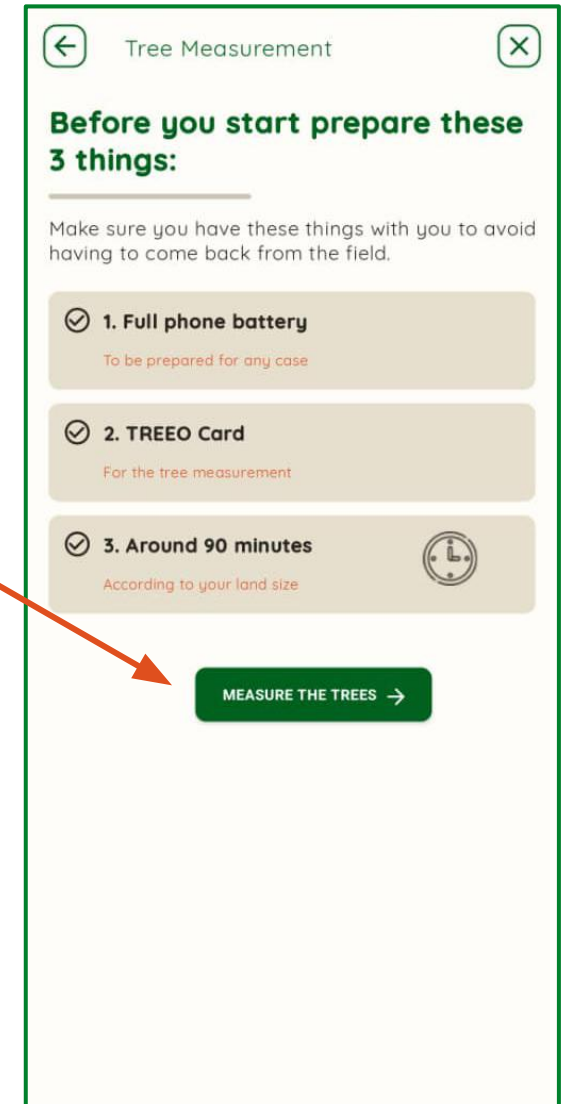 Tree Measurement
Before you start prepare these
3 things:
Make sure you have these things with you to avoid
having to come back from the field.
1. Full phone battery
To be prepared for any case
2. TREEO Card
For the tree measurement
3. Around 90 minutes
According to your land size
MEASURE THE TREES